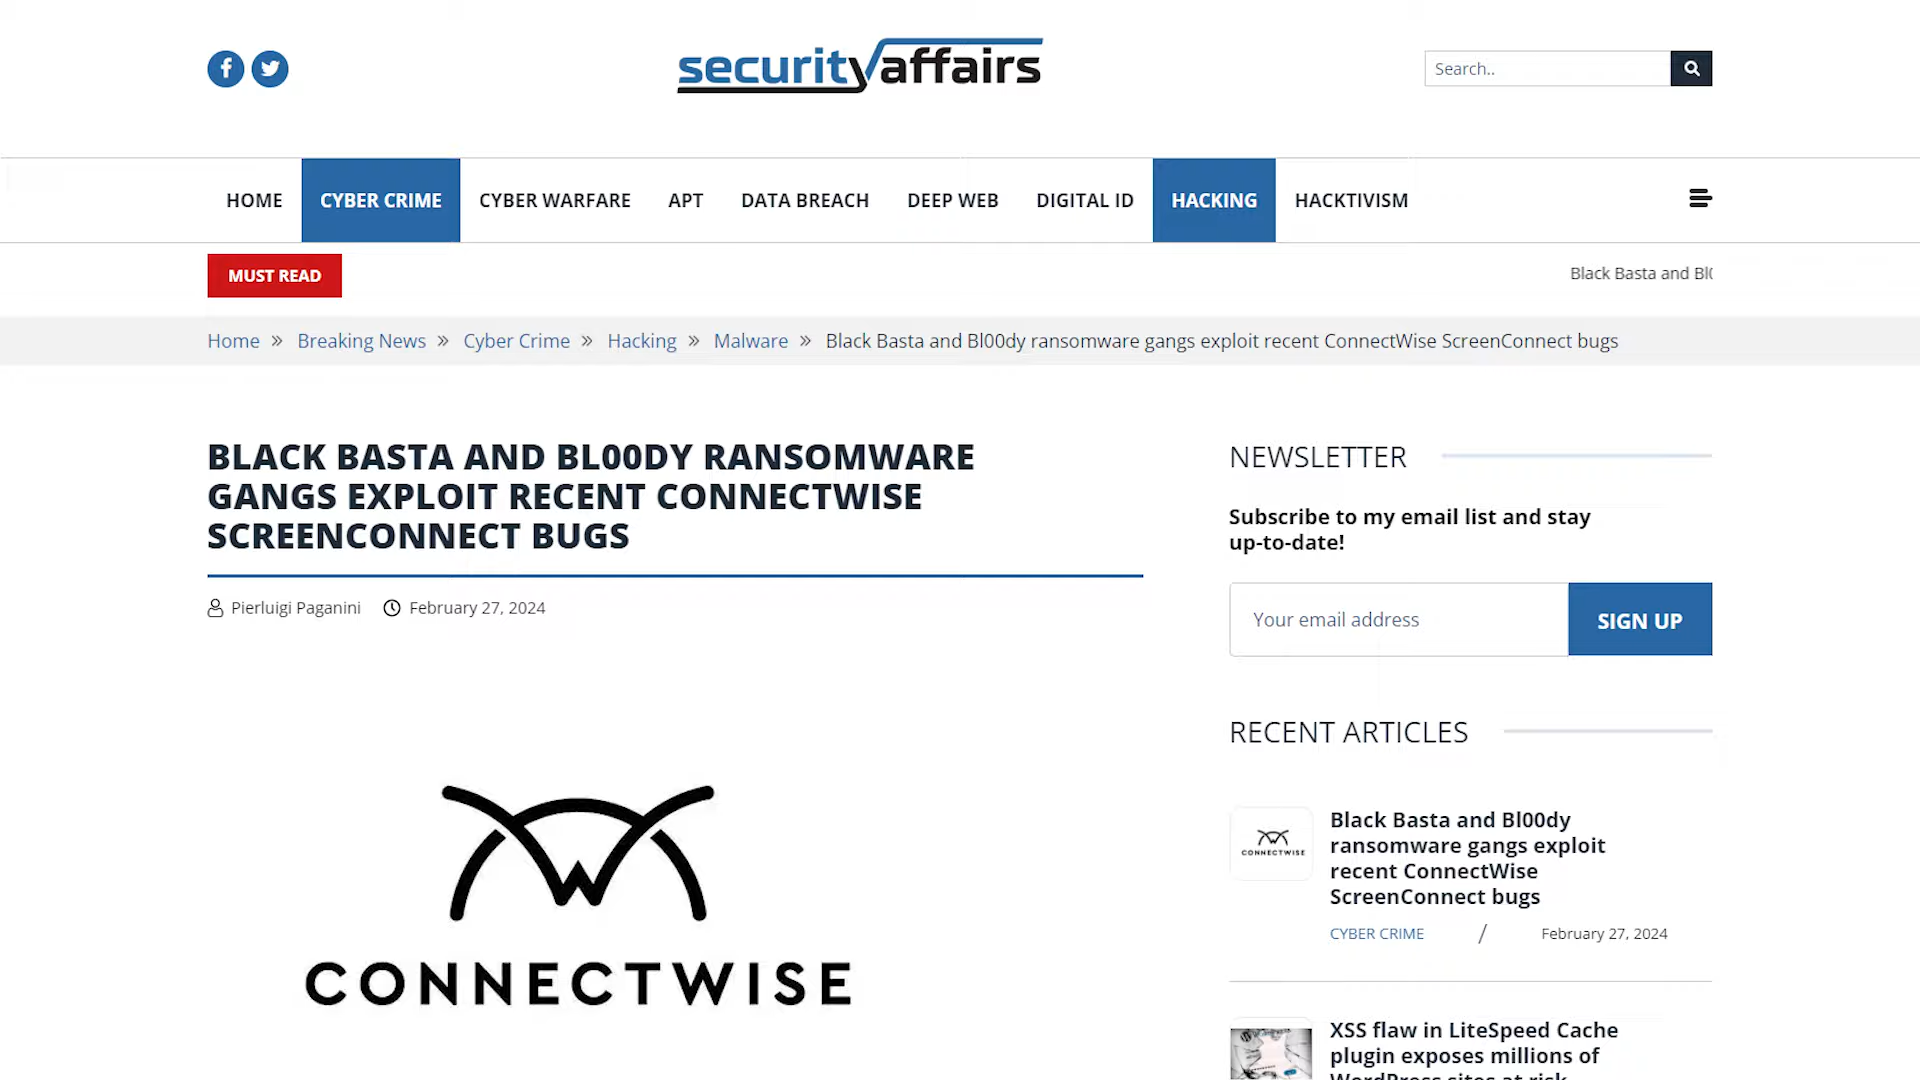 securityaffairs
Search..
HOME CYBER CRIME CYBER WARFARE APT DATA BREACH DEEP WEB DIGITAL ID HACKING HACKTIVISM
MUST READ
Black Basta and Bl0
Home » Breaking News » Cyber Crime » Hacking » Malware » Black Basta and Bl00dy ransomware gangs exploit recent ConnectWise ScreenConnect bugs
BLACK BASTA AND BL00DY RANSOMWARE
GANGS EXPLOIT RECENT CONNECTWISE
SCREENCONNECT BUGS
Pierluigi Paganini February 27, 2024
CONNECTWISE
NEWSLETTER
Subscribe to my email list and stay
up-to-date!
Your email address
SIGN UP
RECENT ARTICLES
CONNECTWISE
Black Basta and Bl00dy
ransomware gangs exploit
recent ConnectWise
ScreenConnect bugs
CYBER CRIME / February 27, 2024
XSS flaw in LiteSpeed Cache
plugin exposes millions of
WordPress sites at risk